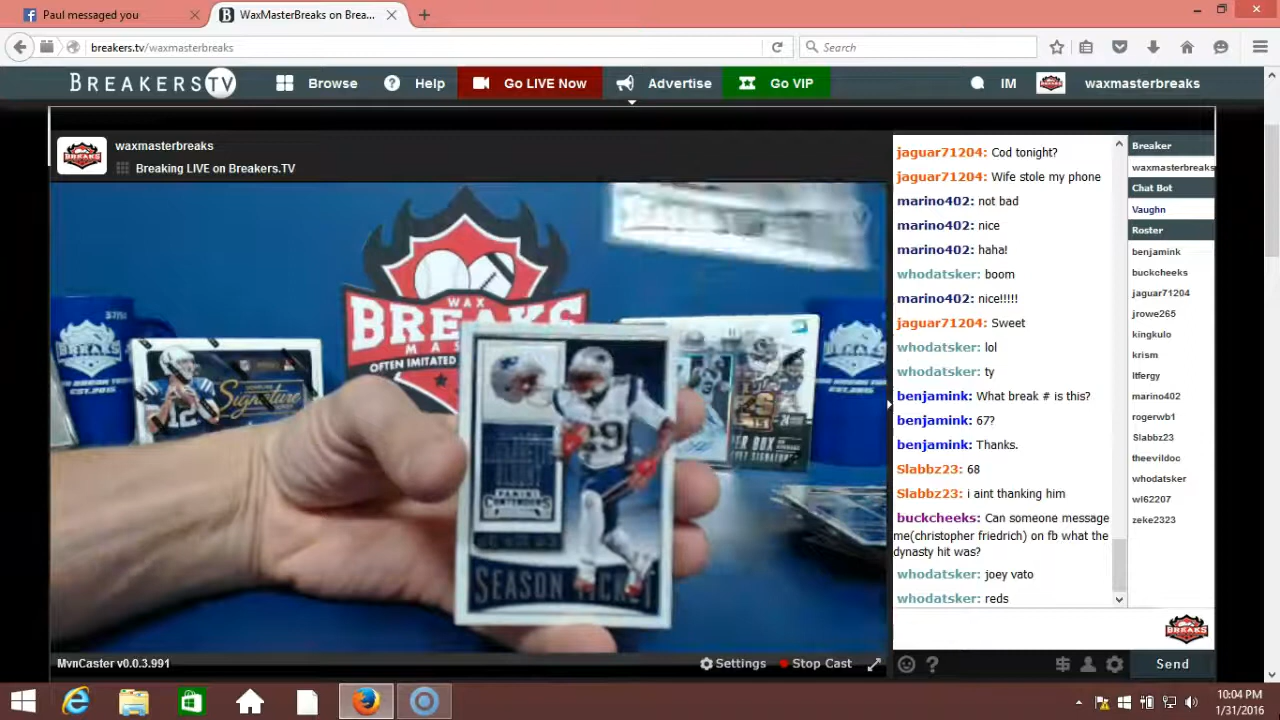 Paul messaged you
WaxMasterBreaks on Brea...
breakers.tv/waxmasterbreaks
Search
BREAKERS TV
Browse
Help
Go LIVE Now
Advertise
Go VIP
IM
waxmasterbreaks
waxmasterbreaks
Breaking LIVE on Breakers.TV
WAX
BREAKS
MAS
OFTEN IMITATED
BREAKS
Signature
SEASON TICKET
jaguar71204: Cod tonight?
jaguar71204: Wife stole my phone
marino402: not bad
marino402: nice
marino402: haha!
whodatsker: boom
marino402: nice!!!!!
jaguar71204: Sweet
whodatsker: lol
whodatsker: ty
benjamink: What break # is this?
benjamink: 67?
benjamink: Thanks.
Slabbz23: 68
Slabbz23: i aint thanking him
buckcheeks: Can someone message
me(christopher friedrich) on fb what the
dynasty hit was?
whodatsker: joey vato
whodatsker: reds
Breaker
waxmasterbreaks
Chat Bot
Vaughn
Roster
benjamink
buckcheeks
jaguar71204
jrowe265
kingkulo
krism
ltfergy
marino402
rogerwb1
Slabbz23
theevildoc
whodatsker
wl62207
zeke2323
BREAKS
MvnCaster v0.0.3.991
Settings
Stop Cast
Send
10:04 PM
1/31/2016